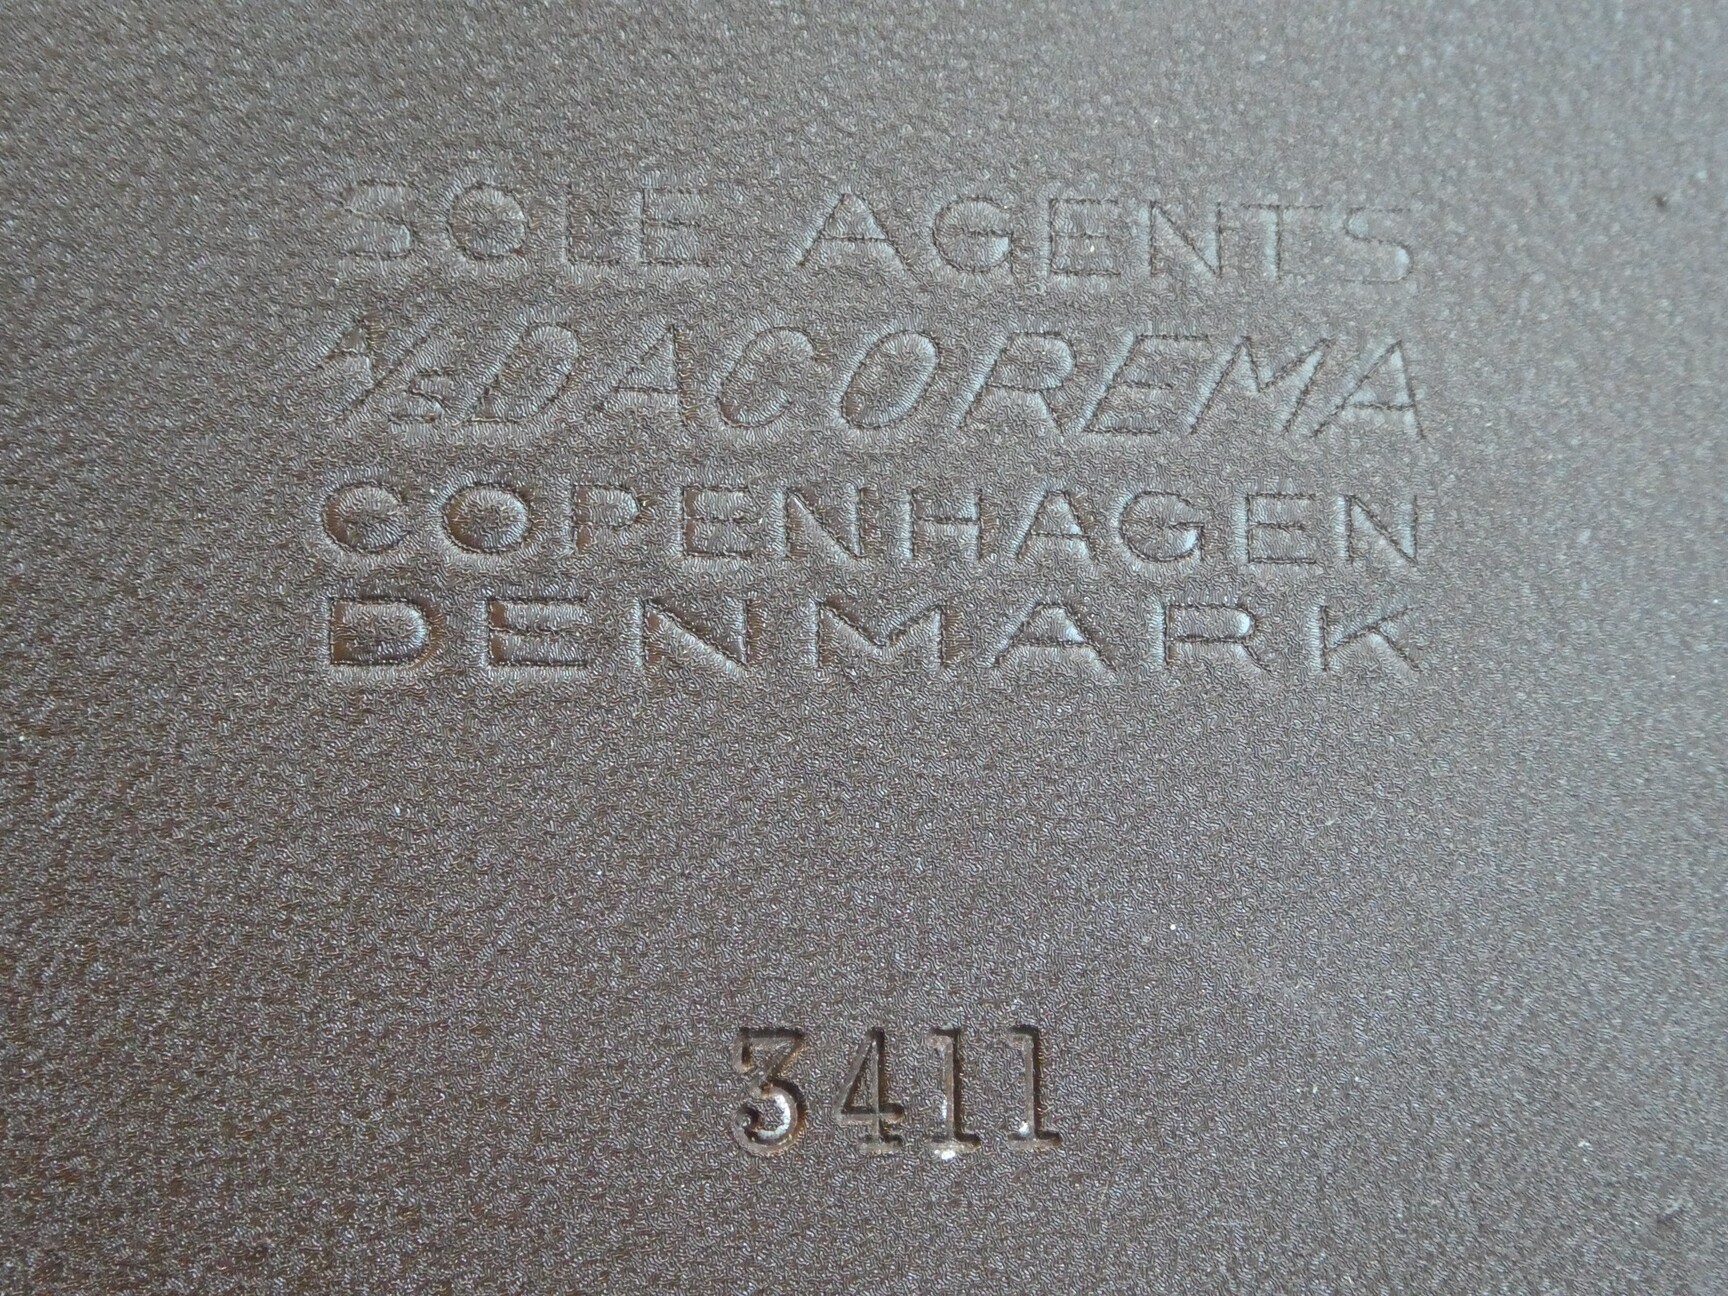 SOLE AGENTS
A/S DACOREMA
COPENHAGEN
DENMARK
3411